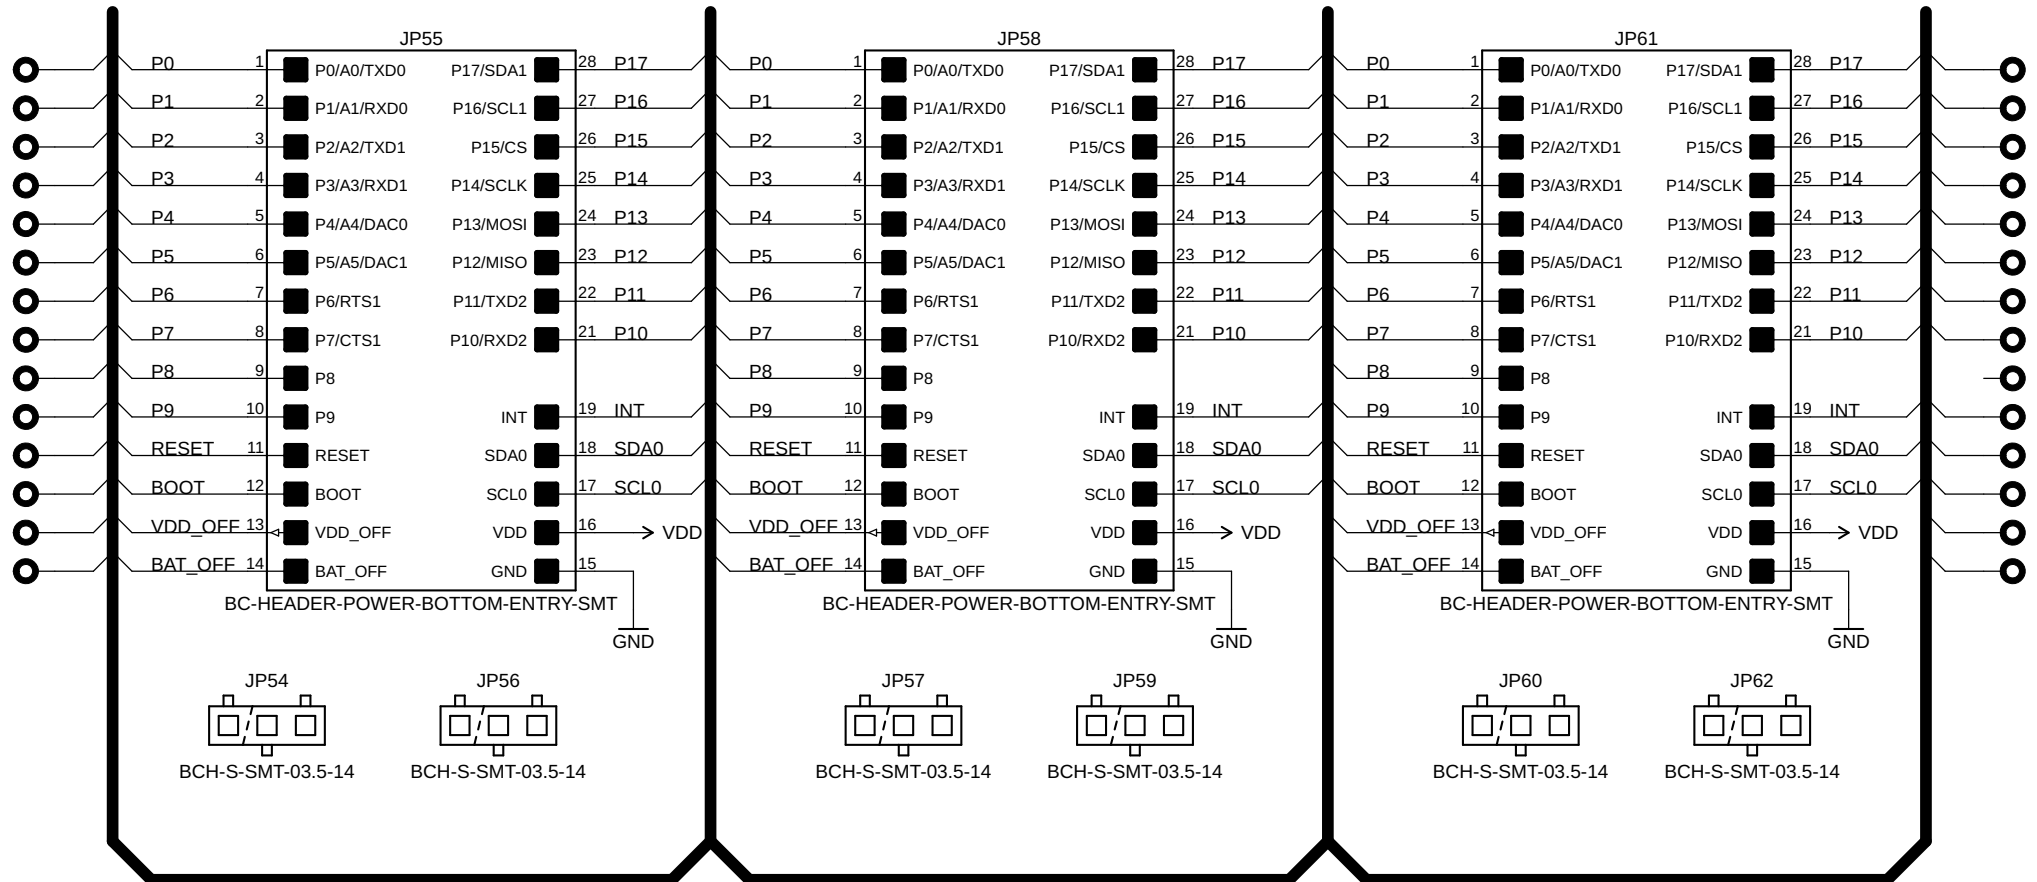 JP55 JP58 JP61
P0 1 P0/A0/TXD0 P17/SDA1 28 P17 P0 1 P0/A0/TXD0 P17/SDA1 28 P17 P0 1 P0/A0/TXD0 P17/SDA1 28 P17
P1 2 P1/A1/RXD0 P16/SCL1 27 P16 P1 2 P1/A1/RXD0 P16/SCL1 27 P16 P1 2 P1/A1/RXD0 P16/SCL1 27 P16
P2 3 P2/A2/TXD1 P15/CS 26 P15 P2 3 P2/A2/TXD1 P15/CS 26 P15 P2 3 P2/A2/TXD1 P15/CS 26 P15
P3 4 P3/A3/RXD1 P14/SCLK 25 P14 P3 4 P3/A3/RXD1 P14/SCLK 25 P14 P3 4 P3/A3/RXD1 P14/SCLK 25 P14
P4 5 P4/A4/DAC0 P13/MOSI 24 P13 P4 5 P4/A4/DAC0 P13/MOSI 24 P13 P4 5 P4/A4/DAC0 P13/MOSI 24 P13
P5 6 P5/A5/DAC1 P12/MISO 23 P12 P5 6 P5/A5/DAC1 P12/MISO 23 P12 P5 6 P5/A5/DAC1 P12/MISO 23 P12
P6 7 P6/RTS1 P11/TXD2 22 P11 P6 7 P6/RTS1 P11/TXD2 22 P11 P6 7 P6/RTS1 P11/TXD2 22 P11
P7 8 P7/CTS1 P10/RXD2 21 P10 P7 8 P7/CTS1 P10/RXD2 21 P10 P7 8 P7/CTS1 P10/RXD2 21 P10
P8 9 P8 P8 9 P8 P8 9 P8
P9 10 P9 INT 19 INT P9 10 P9 INT 19 INT P9 10 P9 INT 19 INT
RESET 11 RESET SDA0 18 SDA0 RESET 11 RESET SDA0 18 SDA0 RESET 11 RESET SDA0 18 SDA0
BOOT 12 BOOT SCL0 17 SCL0 BOOT 12 BOOT SCL0 17 SCL0 BOOT 12 BOOT SCL0 17 SCL0
VDD_OFF 13 VDD_OFF VDD 16 VDD VDD_OFF 13 VDD_OFF VDD 16 VDD VDD_OFF 13 VDD_OFF VDD 16 VDD
BAT_OFF 14 BAT_OFF GND 15 BAT_OFF 14 BAT_OFF GND 15 BAT_OFF 14 BAT_OFF GND 15
BC-HEADER-POWER-BOTTOM-ENTRY-SMT BC-HEADER-POWER-BOTTOM-ENTRY-SMT BC-HEADER-POWER-BOTTOM-ENTRY-SMT
GND GND GND
JP54 JP56 JP57 JP59 JP60 JP62
BCH-S-SMT-03.5-14 BCH-S-SMT-03.5-14 BCH-S-SMT-03.5-14 BCH-S-SMT-03.5-14 BCH-S-SMT-03.5-14 BCH-S-SMT-03.5-14